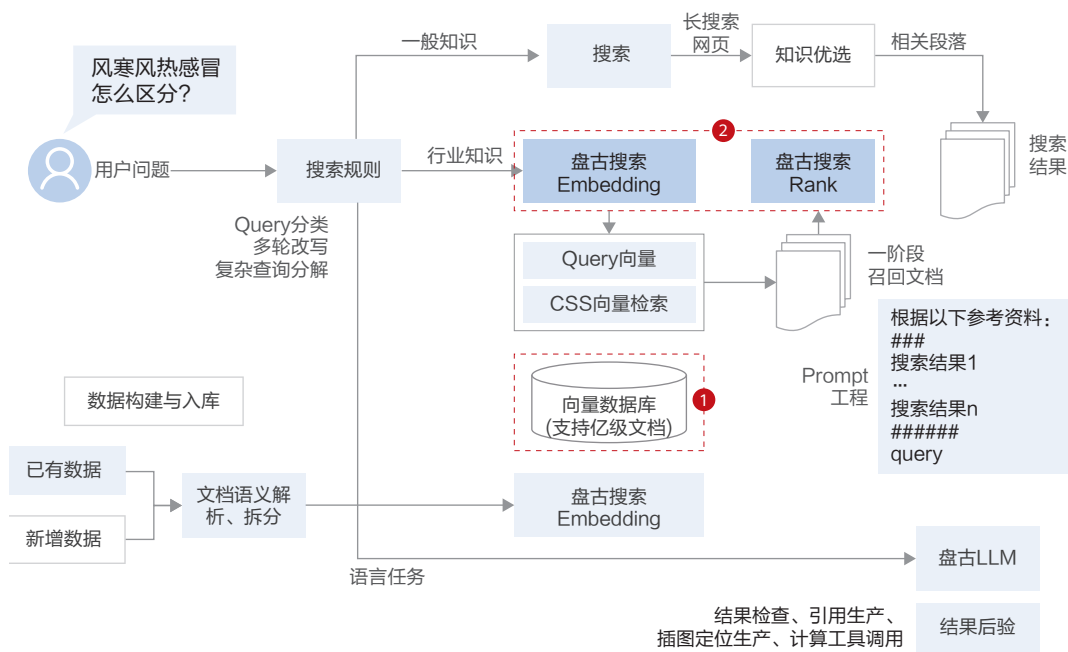 风寒风热感冒
怎么区分?
用户问题
一般知识
搜索
长搜索
网页
知识优选
相关段落
搜索
结果
搜索规则
Query分类
多轮改写
复杂查询分解
行业知识
2
盘古搜索
Embedding
盘古搜索
Rank
Query向量
CSS向量检索
一阶段
召回文档
根据以下参考资料：
###
搜索结果1
…
搜索结果n
######
query
Prompt
工程
1
向量数据库
(支持亿级文档)
数据构建与入库
已有数据
新增数据
文档语义解
析、拆分
盘古搜索
Embedding
语言任务
盘古LLM
结果检查、引用生产、
插图定位生产、计算工具调用
结果后验